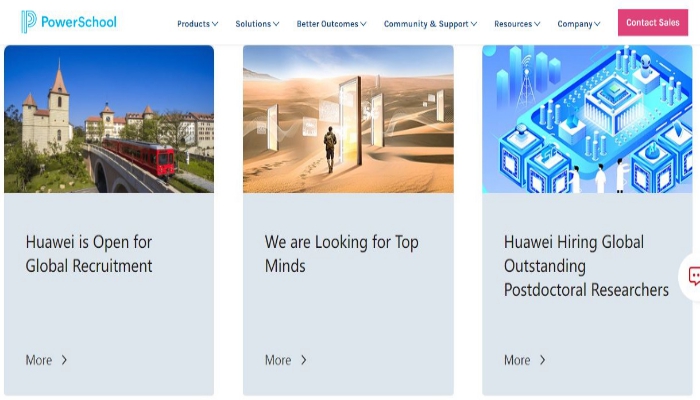 PowerSchool
Products Solutions Better Outcomes Community & Support Resources Company Contact Sales
Huawei is Open for
Global Recruitment
More
We are Looking for Top
Minds
More
Huawei Hiring Global
Outstanding
Postdoctoral Researchers
More